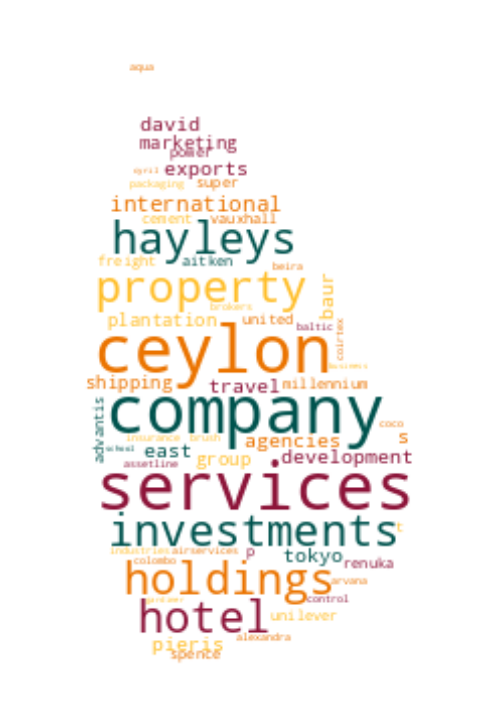 aqua
david
marketing
power
cyril exports
packaging super
international
cement vauxhall
hayleys
freight aitken
beira
property baur
brokers
plantation united
baltic
coirtex
ceylon
business
shipping travel millennium
company
advantis
coco
insurance brush agencies s
school east development
assetline group
services
investments t
industries airservices p
colombo tokyo renuka
holdings arvana
gardiner control
hotel unilever
alexandra
pieris
spence